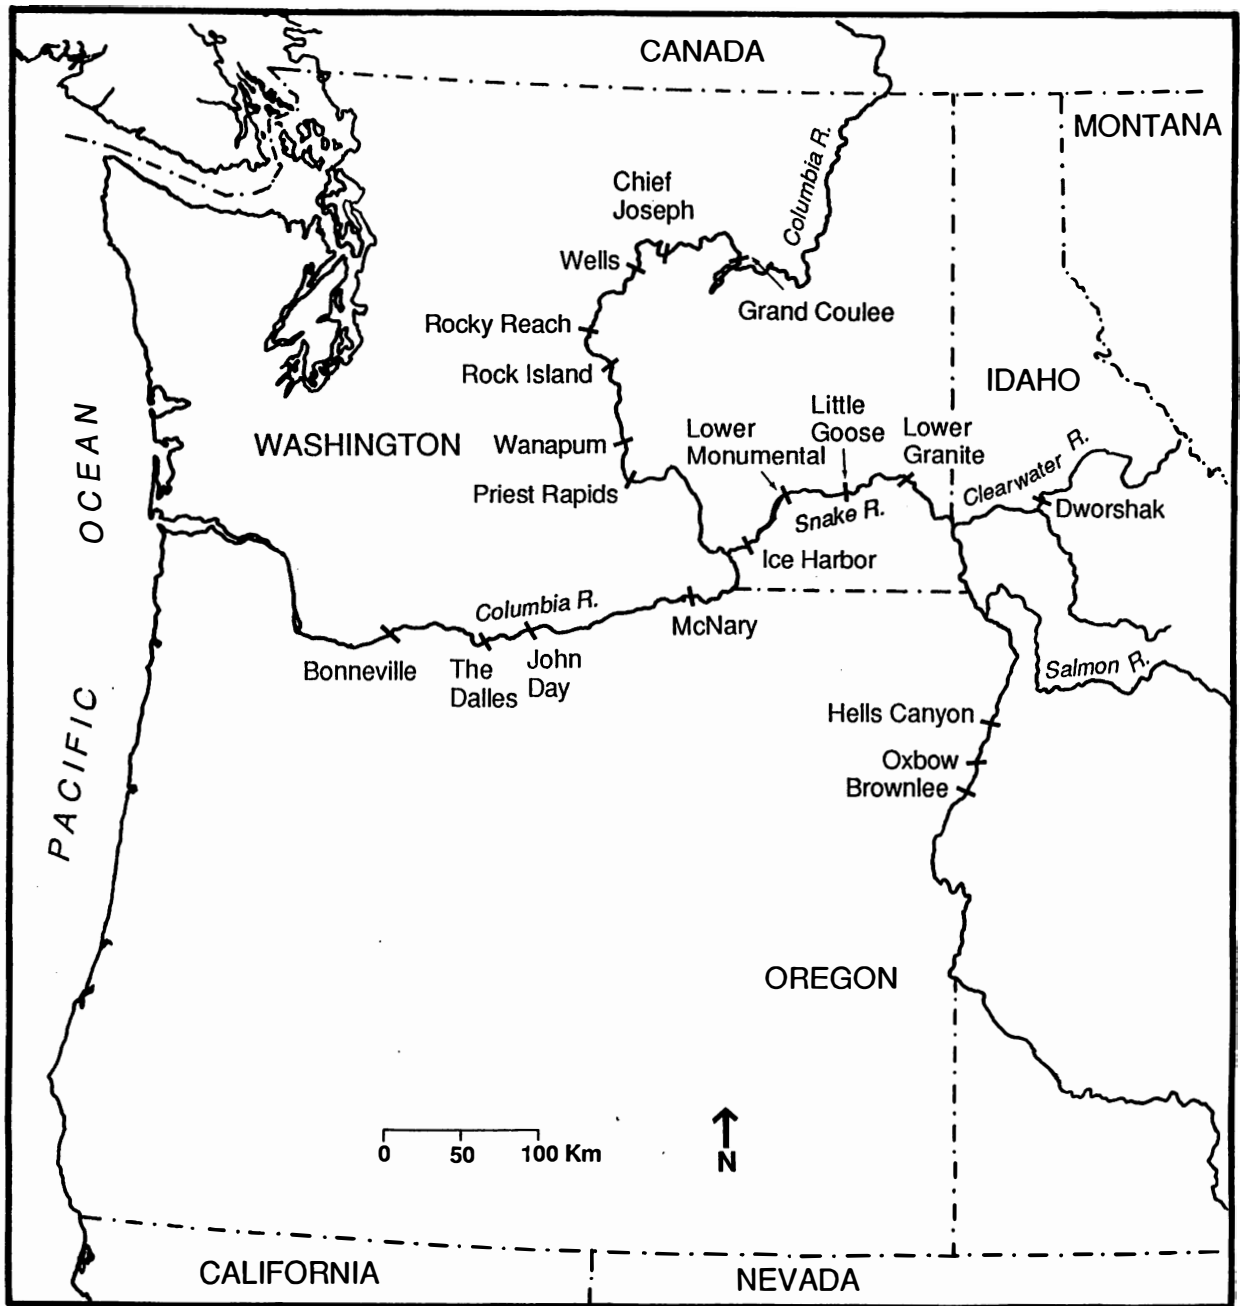 CANADA
MONTANA
Columbia R.
Chief
Joseph
Wells
Grand Coulee
Rocky Reach
Rock Island
IDAHO
WASHINGTON
Wanapum
Priest Rapids
Lower
Monumental
Little
Goose
Lower
Granite
Clearwater R.
Dworshak
Snake R.
Ice Harbor
PACIFIC OCEAN
Columbia R.
McNary
Bonneville
The
Dalles
John
Day
Salmon R.
Hells Canyon
Oxbow
Brownlee
OREGON
0 50 100 Km
N
CALIFORNIA
NEVADA